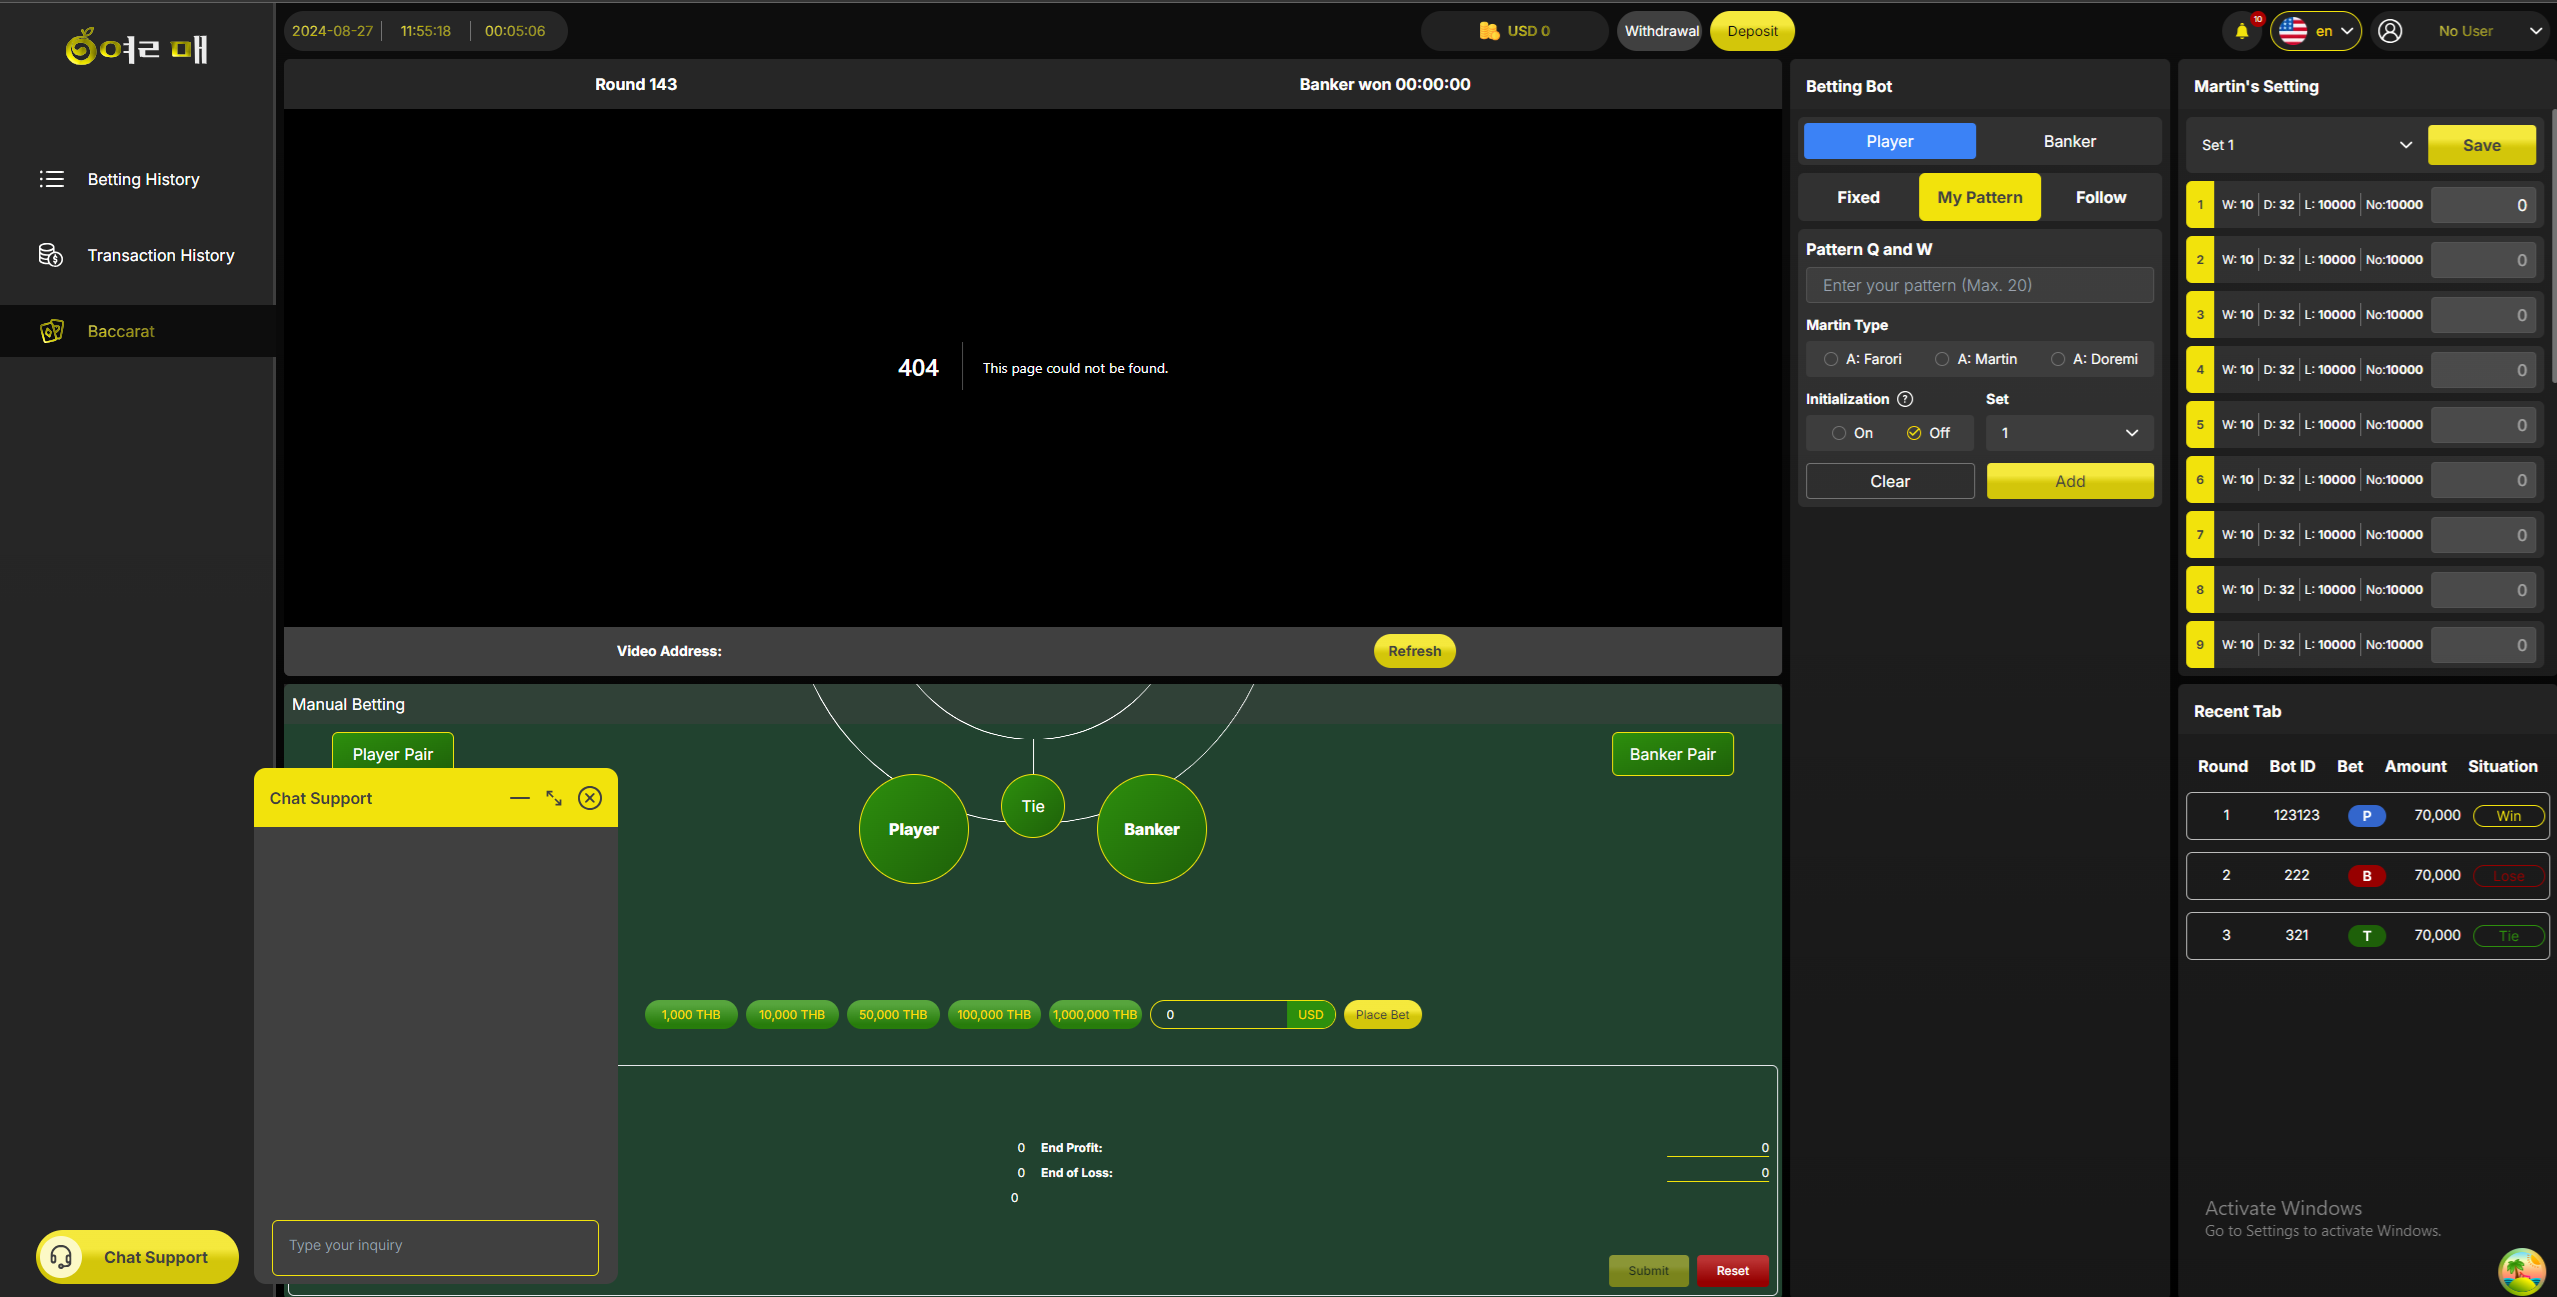 여르매
2024-08-27 11:55:18 00:05:06
USD 0
Withdrawal
Deposit
10
en
No User
Betting History
Transaction History
Baccarat
Round 143
Banker won 00:00:00
404
This page could not be found.
Video Address:
Refresh
Manual Betting
Player Pair
Banker Pair
Player
Tie
Banker
1,000 THB
10,000 THB
50,000 THB
100,000 THB
1,000,000 THB
0
USD
Place Bet
0 End Profit: 0
0 End of Loss: 0
0
Submit
Reset
Chat Support
Type your inquiry
Chat Support
Betting Bot
Player
Banker
Fixed
My Pattern
Follow
Pattern Q and W
Enter your pattern (Max. 20)
Martin Type
A: Farori
A: Martin
A: Doremi
Initialization ?
Set
On
Off
1
Clear
Add
Martin's Setting
Set 1
Save
1 W: 10 D: 32 L: 10000 No:10000 0
2 W: 10 D: 32 L: 10000 No:10000 0
3 W: 10 D: 32 L: 10000 No:10000 0
4 W: 10 D: 32 L: 10000 No:10000 0
5 W: 10 D: 32 L: 10000 No:10000 0
6 W: 10 D: 32 L: 10000 No:10000 0
7 W: 10 D: 32 L: 10000 No:10000 0
8 W: 10 D: 32 L: 10000 No:10000 0
9 W: 10 D: 32 L: 10000 No:10000 0
Recent Tab
Round Bot ID Bet Amount Situation
1 123123 P 70,000 Win
2 222 B 70,000 Lose
3 321 T 70,000 Tie
Activate Windows
Go to Settings to activate Windows.